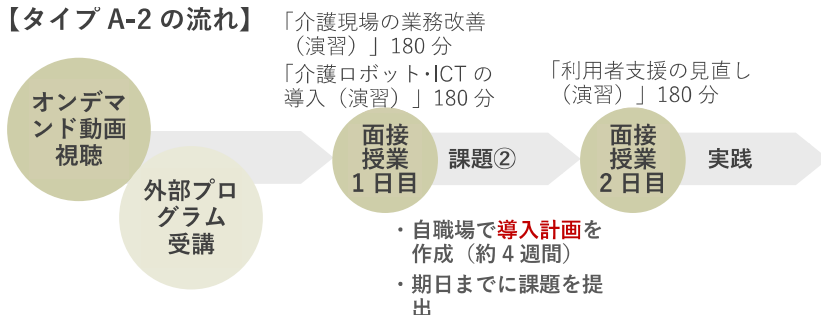 【タイプ A-2 の流れ】
「介護現場の業務改善
（演習）」180 分
「介護ロボット・ICT の
導入（演習）」180 分
「利用者支援の見直し
（演習）」180 分
オンデマ
ンド動画
視聴
外部プロ
グラム
受講
面接
授業
1 日目
課題②
面接
授業
2 日目
実践
・自職場で導入計画を
作成（約 4 週間）
・期日までに課題を提
出